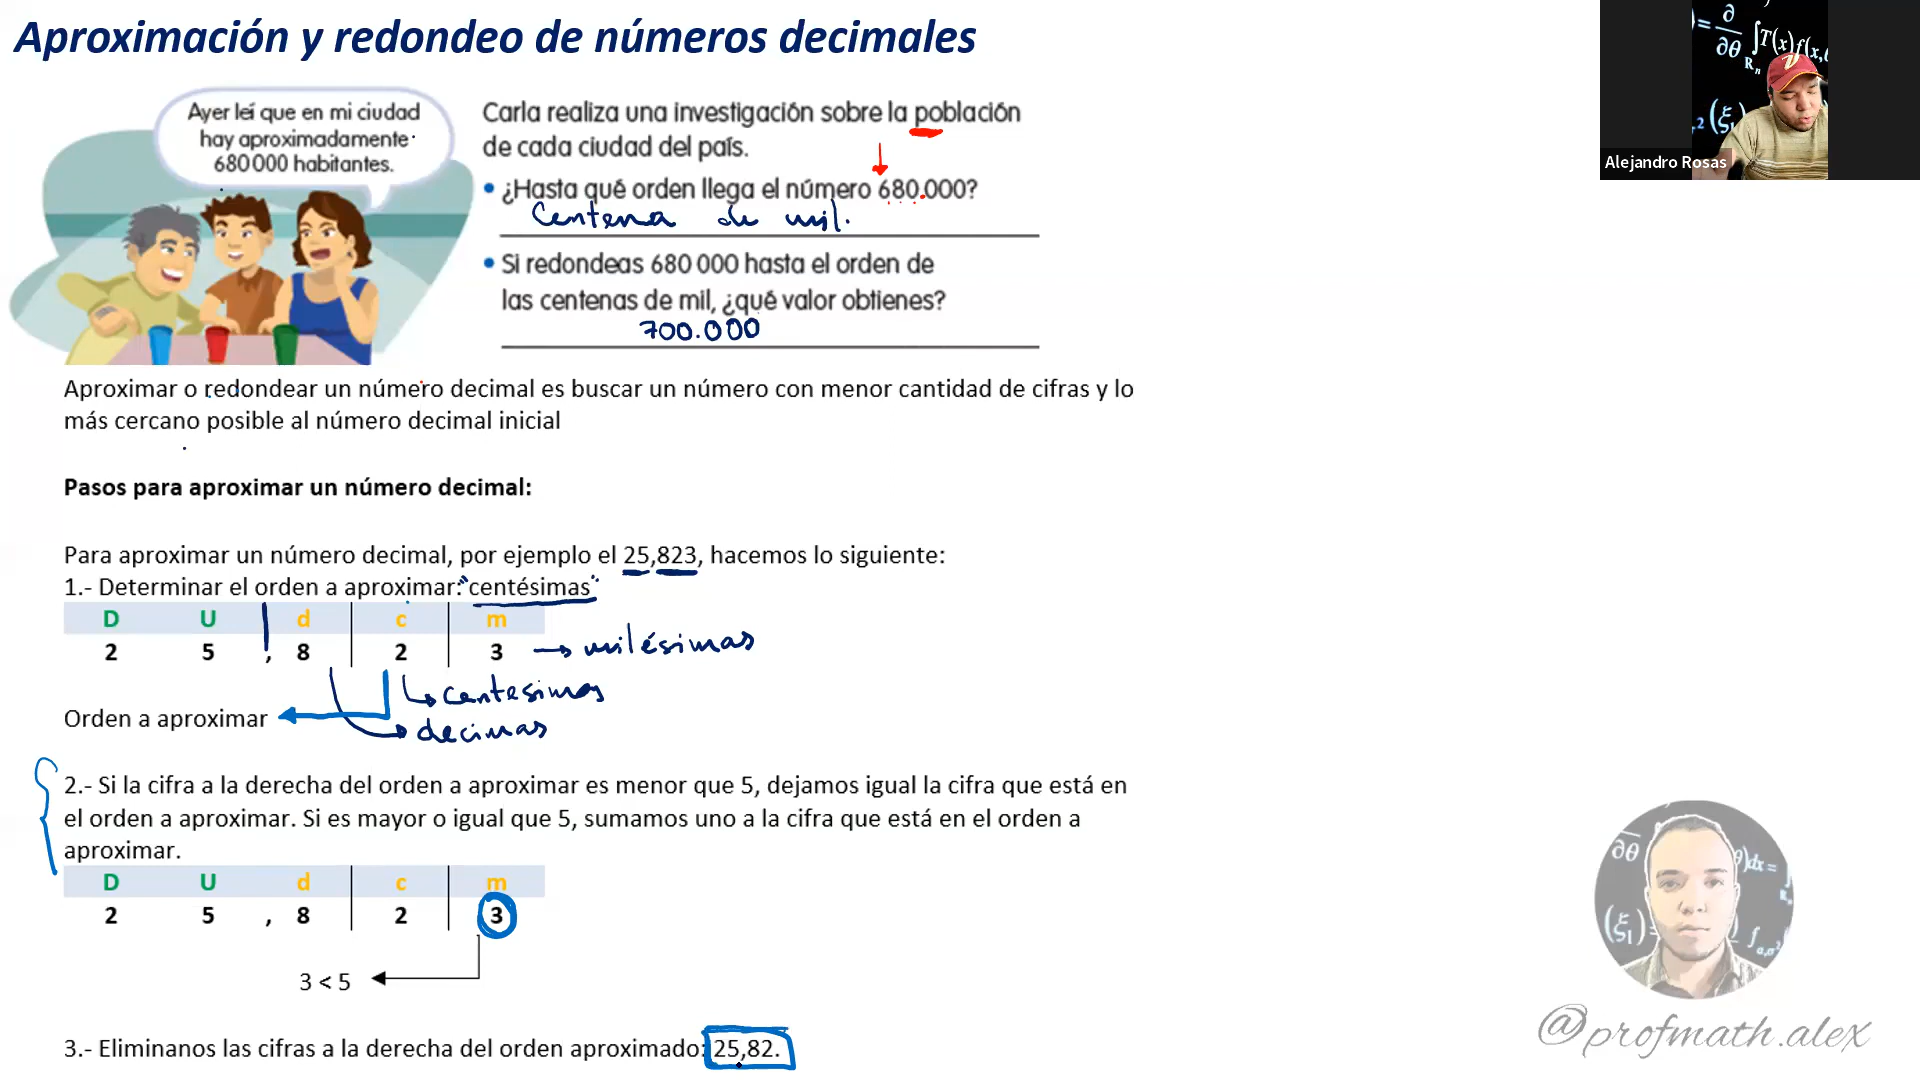 Aproximación y redondeo de números decimales
Ayer leí que en mi ciudad
hay aproximadamente
680 000 habitantes.
Carla realiza una investigación sobre la población
de cada ciudad del país.
• ¿Hasta qué orden llega el número 680.000?
Centena de mil.
• Si redondeas 680 000 hasta el orden de
las centenas de mil, ¿qué valor obtienes?
700.000
Aproximar o redondear un número decimal es buscar un número con menor cantidad de cifras y lo
más cercano posible al número decimal inicial
Pasos para aproximar un número decimal:
Para aproximar un número decimal, por ejemplo el 25,823, hacemos lo siguiente:
1.- Determinar el orden a aproximar: "centésimas"
D U d c m
2 5 , 8 2 3 → milésimas
centesimas
Orden a aproximar
decimas
2.- Si la cifra a la derecha del orden a aproximar es menor que 5, dejamos igual la cifra que está en
el orden a aproximar. Si es mayor o igual que 5, sumamos uno a la cifra que está en el orden a
aproximar.
D U d c m
2 5 , 8 2 3
3 < 5
3.- Eliminanos las cifras a la derecha del orden aproximado: 25,82.
Alejandro Rosas
@profmath.alex